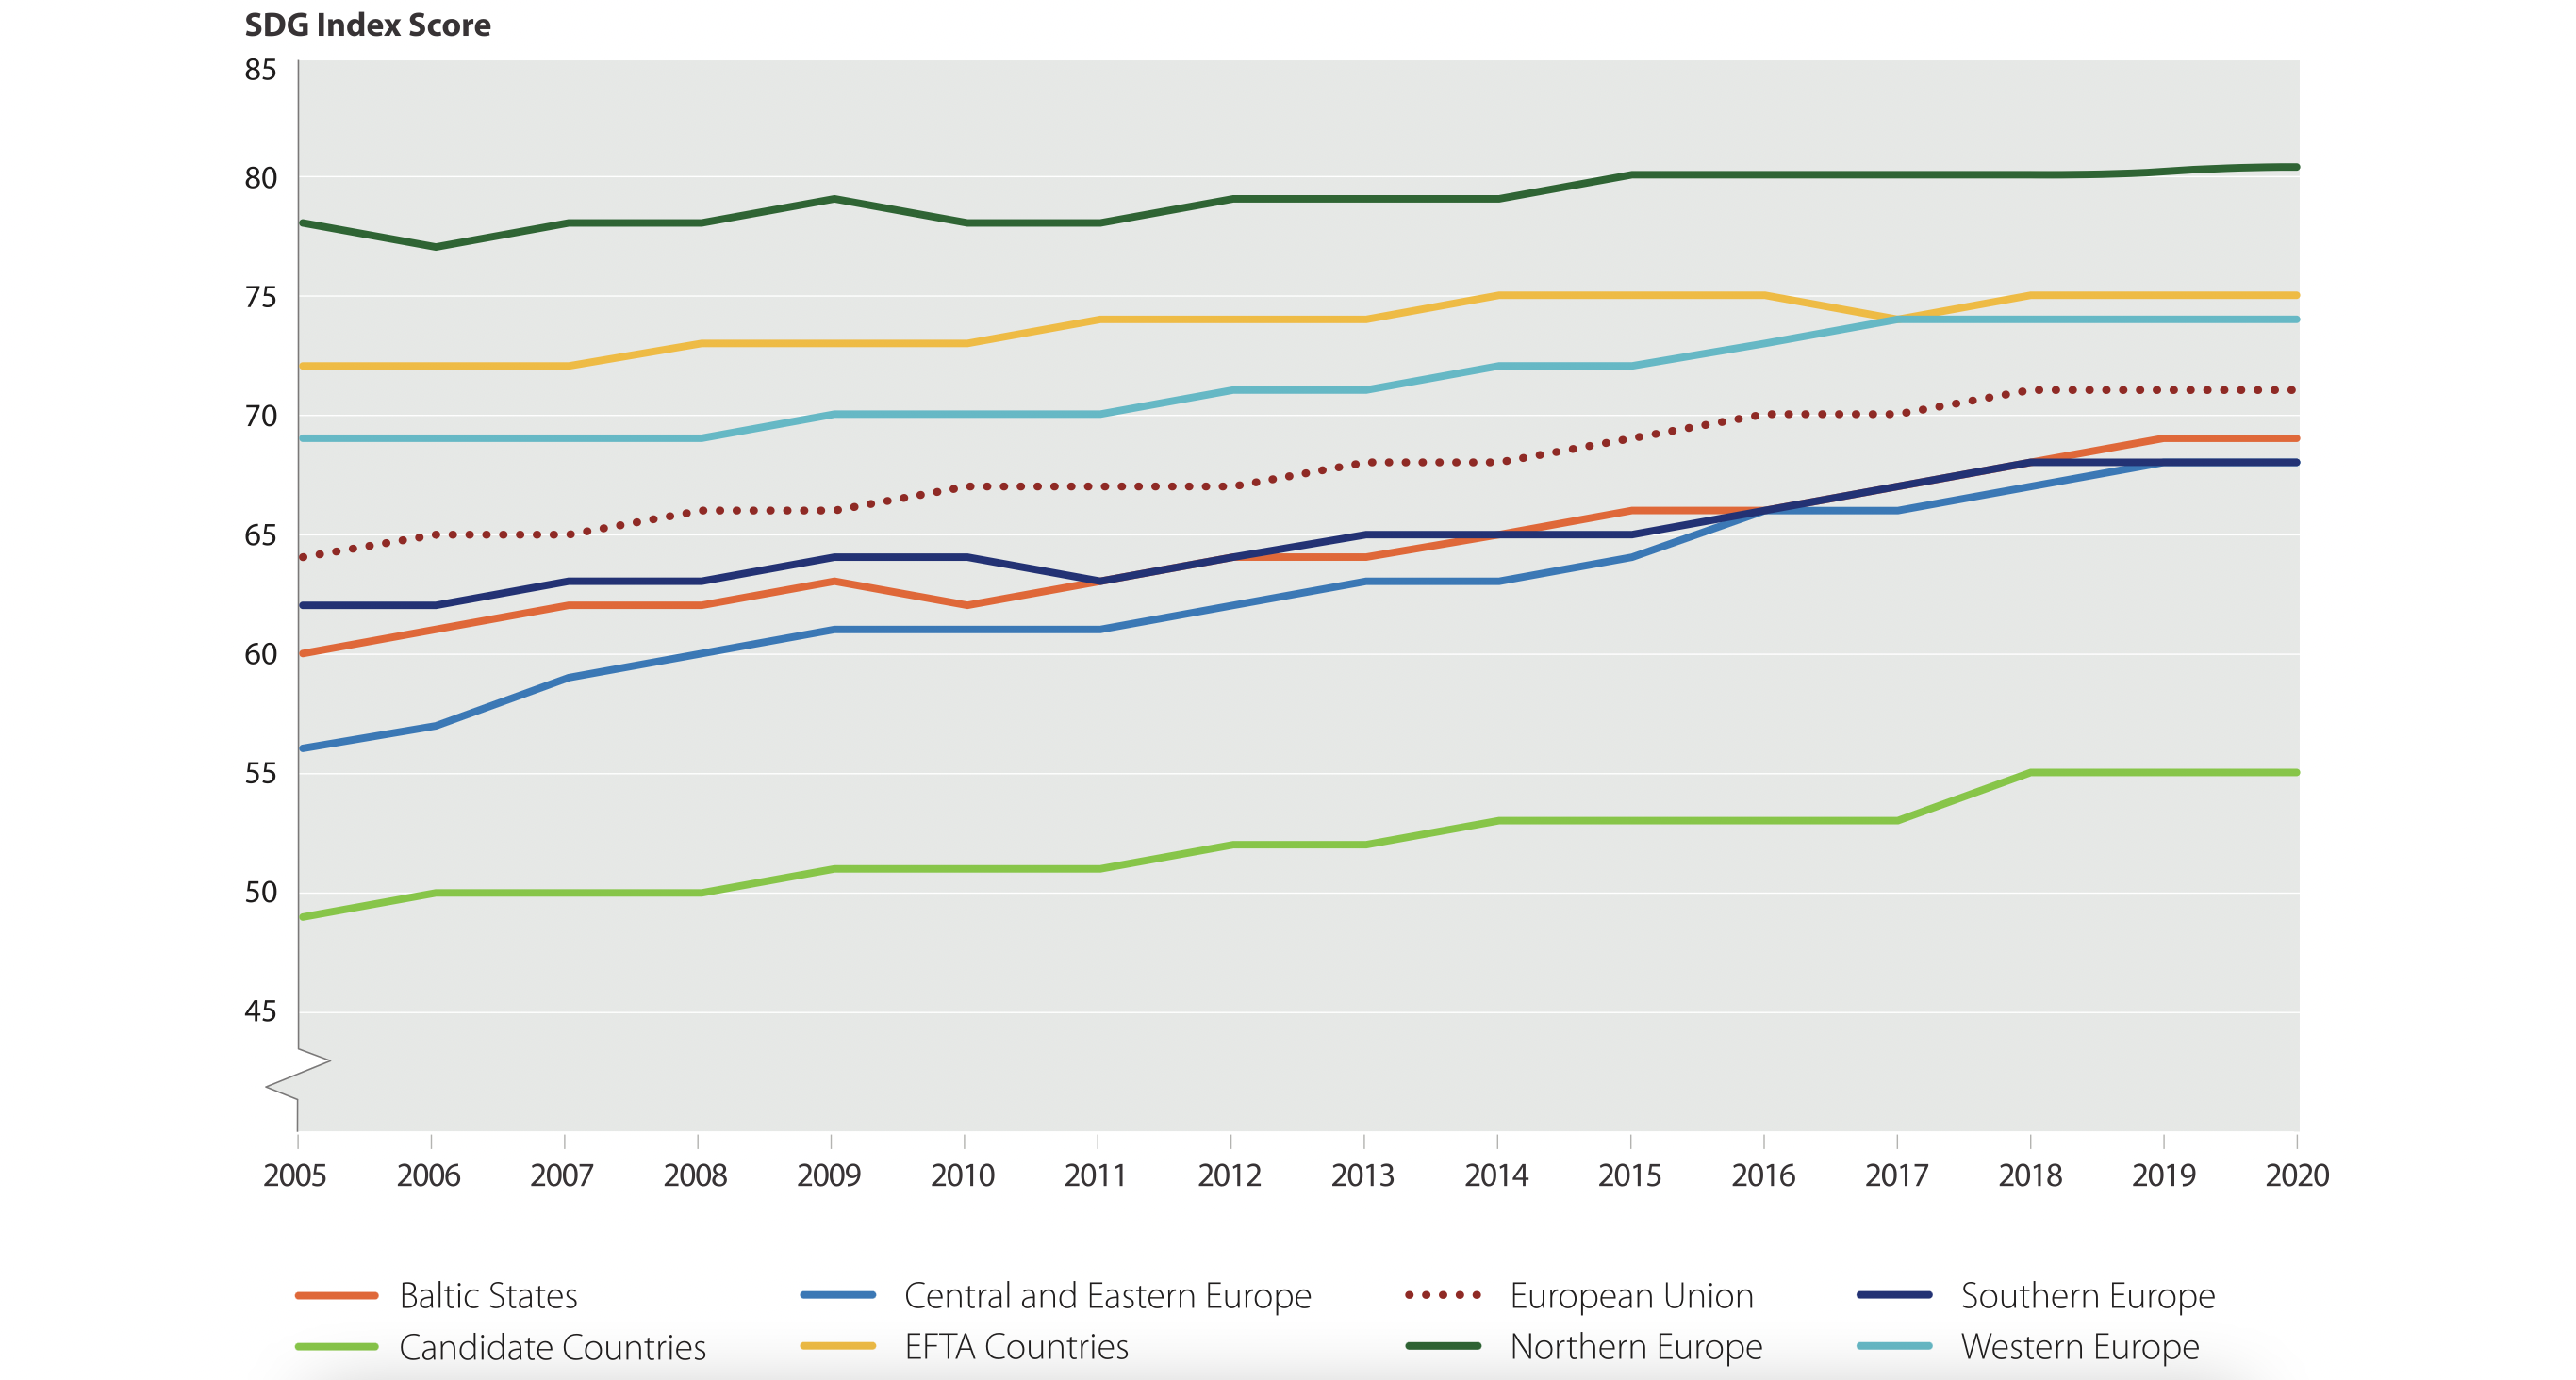 SDG Index Score
85
80
75
70
65
60
55
50
45
2005 2006 2007 2008 2009 2010 2011 2012 2013 2014 2015 2016 2017 2018 2019 2020
Baltic States Central and Eastern Europe European Union Southern Europe
Candidate Countries EFTA Countries Northern Europe Western Europe